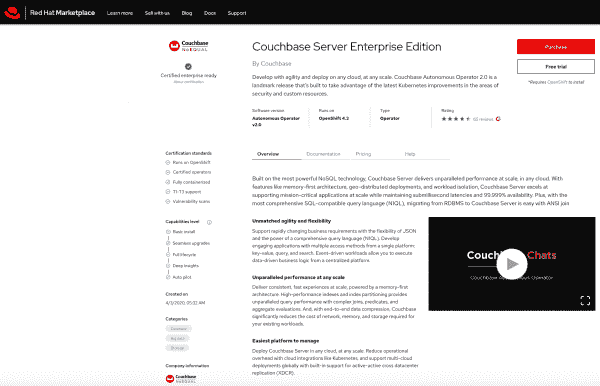 Red Hat Marketplace
Learn more
Sell with us
Blog
Docs
Support
Couchbase
NoEQUAL
Certified enterprise ready
Couchbase Server Enterprise Edition
By Couchbase
Develop with agility and deploy on any cloud, at any scale. Couchbase Autonomous Operator 2.0 is a
landmark release that's built to take advantage of the latest Kubernetes improvements in the areas of
security and custom resources.
Purchase
Free trial
*Requires OpenShift to install
Software version
Autonomous Operator
v2.0
Runs on
OpenShift 4.2
Type
Operator
Rating
reviews
Certification standards
Runs on OpenShift
Certified operators
Fully containerized
T1-T3 support
Vulnerability scans
Capabilities level
Basic install
Seamless upgrades
Full lifecycle
Deep insights
Auto pilot
Created on
Categories
Database
Storage
Company information
Couchbase
NoEQUAL
Overview
Documentation
Pricing
Help
Built on the most powerful NoSQL technology, Couchbase Server delivers unparalleled performance at scale, in any cloud. With
features like memory-first architecture, geo-distributed deployments, and workload isolation, Couchbase Server excels at
supporting mission-critical applications at scale while maintaining submillisecond latencies and 99.999% availability. Plus, with the
most comprehensive SQL-compatible query language (N1QL), migrating from RDBMS to Couchbase Server is easy with ANSI join
Unmatched agility and flexibility
Support rapidly changing business requirements with the flexibility of JSON
and the power of a comprehensive query language (N1QL). Develop
engaging applications with multiple access methods from a single platform:
key-value, query, and search. Event-driven workloads allow you to execute
data-driven business logic from a centralized platform
Unparalleled performance at any scale
Deliver consistent, fast experiences at scale, powered by a memory-first
architecture. High-performance indexes and index partitioning provides
unparalleled query performance with complex joins, predicates, and
aggregate evaluations. And, with end-to-end data compression, Couchbase
significantly reduces the cost of network, memory, and storage required for
your existing workloads.
Easiest platform to manage
Deploy Couchbase Server in any cloud, at any scale. Reduce operational
overhead with cloud integrations like Kubernetes, and support multi-cloud
deployments globally with built-in support for active-active cross datacenter
replication (XDCR).
Chats
Operator